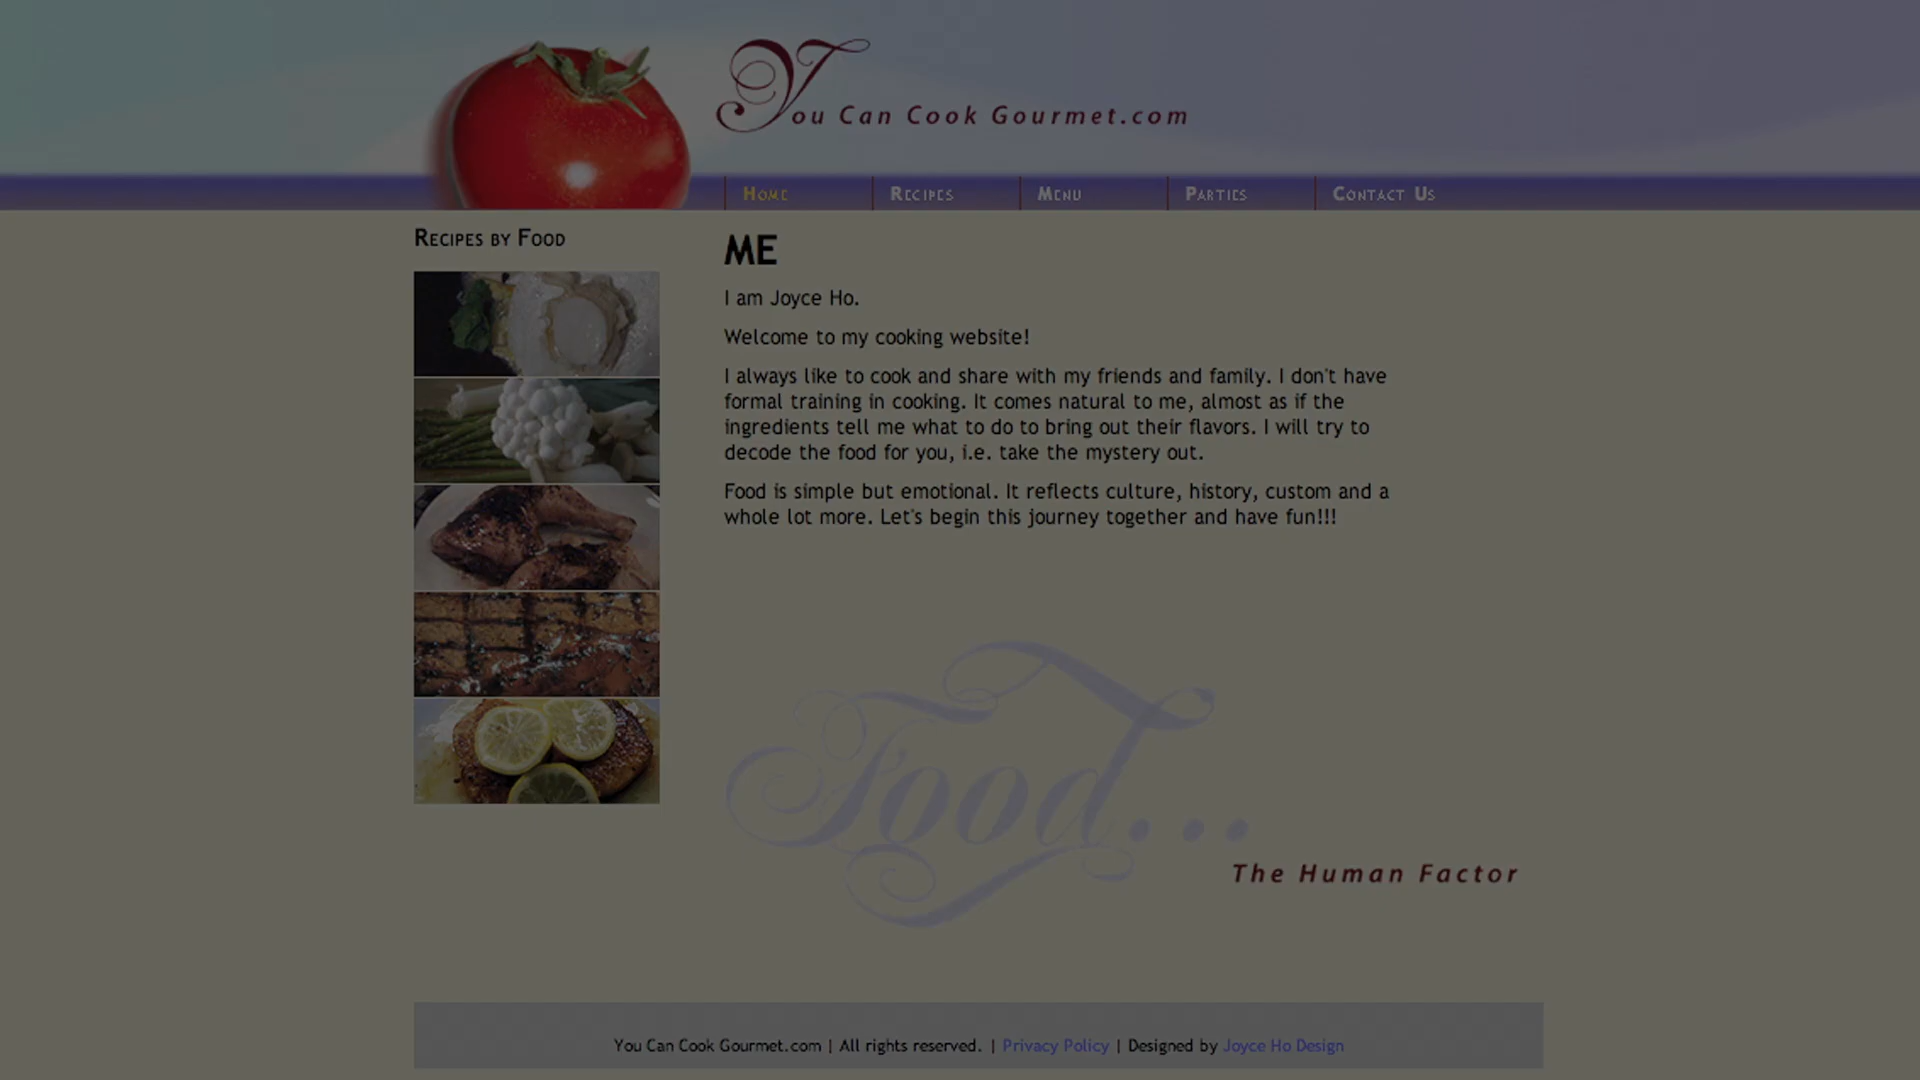 You Can Cook Gourmet.com
Home Recipes Menu Parties Contact Us
Recipes by Food
ME
I am Joyce Ho.
Welcome to my cooking website!
I always like to cook and share with my friends and family. I don't have
formal training in cooking. It comes natural to me, almost as if the
ingredients tell me what to do to bring out their flavors. I will try to
decode the food for you, i.e. take the mystery out.
Food is simple but emotional. It reflects culture, history, custom and a
whole lot more. Let's begin this journey together and have fun!!!
Food...
The Human Factor
You Can Cook Gourmet.com | All rights reserved. | Privacy Policy | Designed by Joyce Ho Design